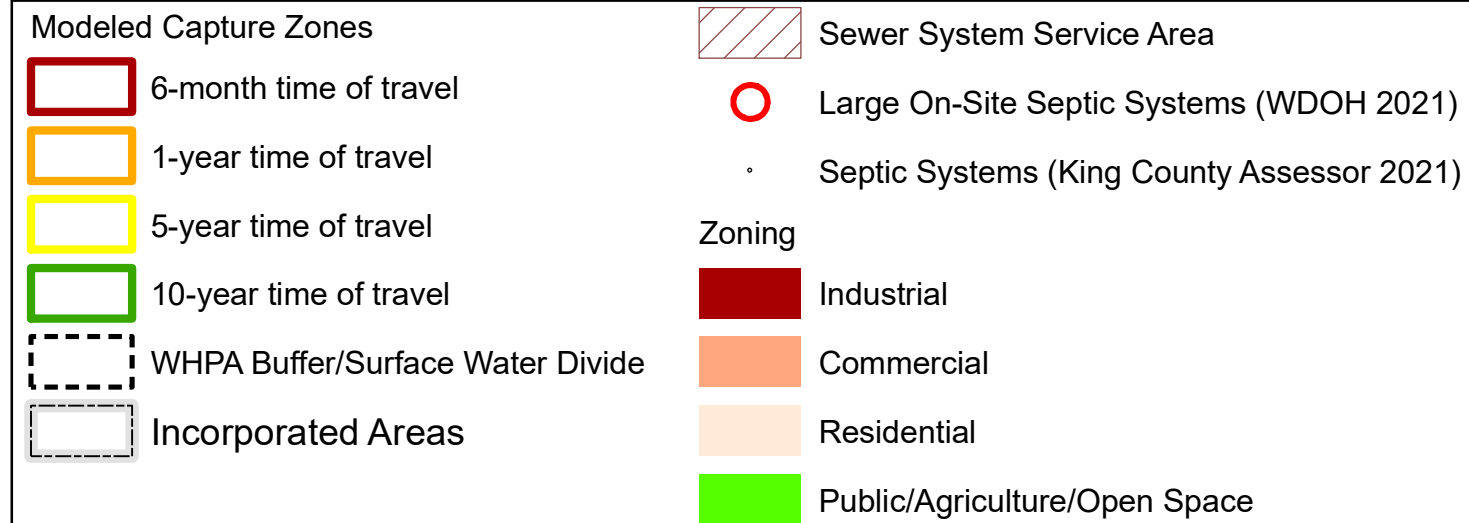 Modeled Capture Zones
6-month time of travel
1-year time of travel
5-year time of travel
10-year time of travel
WHPA Buffer/Surface Water Divide
Incorporated Areas
Sewer System Service Area
Large On-Site Septic Systems (WDOH 2021)
Septic Systems (King County Assessor 2021)
Zoning
Industrial
Commercial
Residential
Public/Agriculture/Open Space